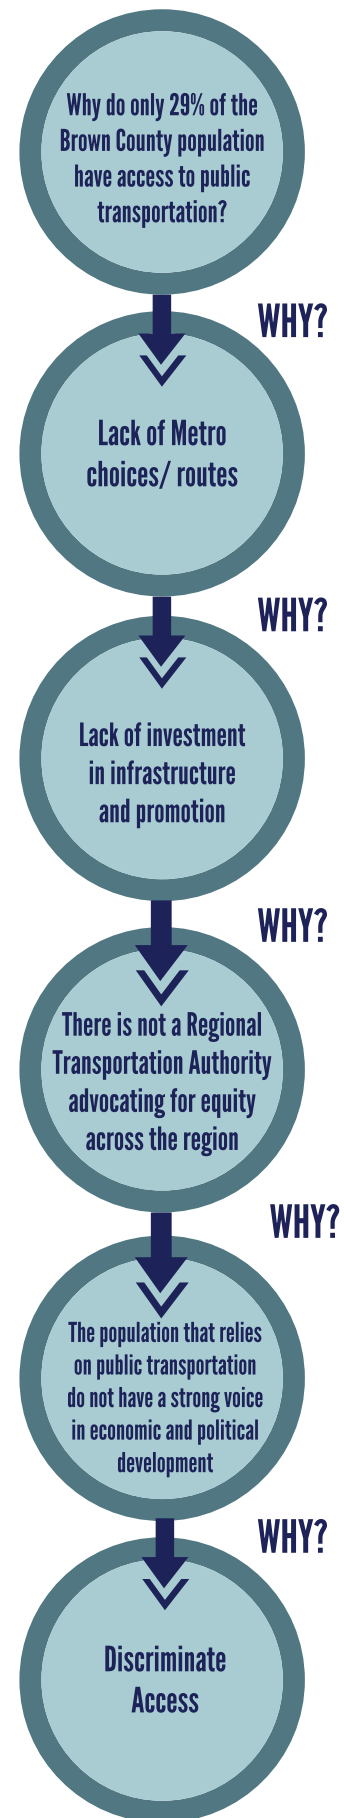 Why do only 29% of the
Brown County population
have access to public
transportation?
WHY?
Lack of Metro
choices/ routes
WHY?
Lack of investment
in infrastructure
and promotion
WHY?
There is not a Regional
Transportation Authority
advocating for equity
across the region
WHY?
The population that relies
on public transportation
do not have a strong voice
in economic and political
development
WHY?
Discriminate
Access